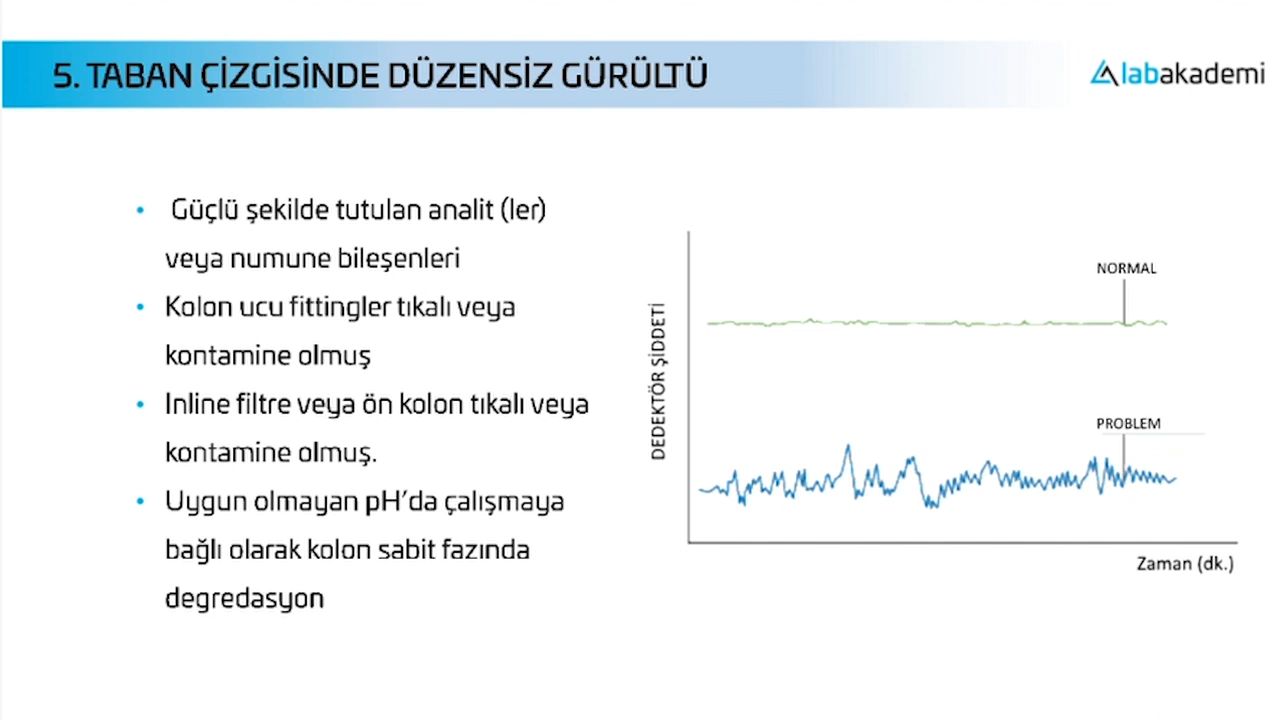 5. TABAN ÇİZGİSİNDE DÜZENSİZ GÜRÜLTÜ
labakademi
• Güçlü şekilde tutulan analit (ler)
veya numune bileşenleri
• Kolon ucu fittingler tıkalı veya
kontamine olmuş
• Inline filtre veya ön kolon tıkalı veya
kontamine olmuş.
• Uygun olmayan pH'da çalışmaya
bağlı olarak kolon sabit fazında
degredasyon
DEDEKTÖR ŞİDDETİ
NORMAL
PROBLEM
Zaman (dk.)